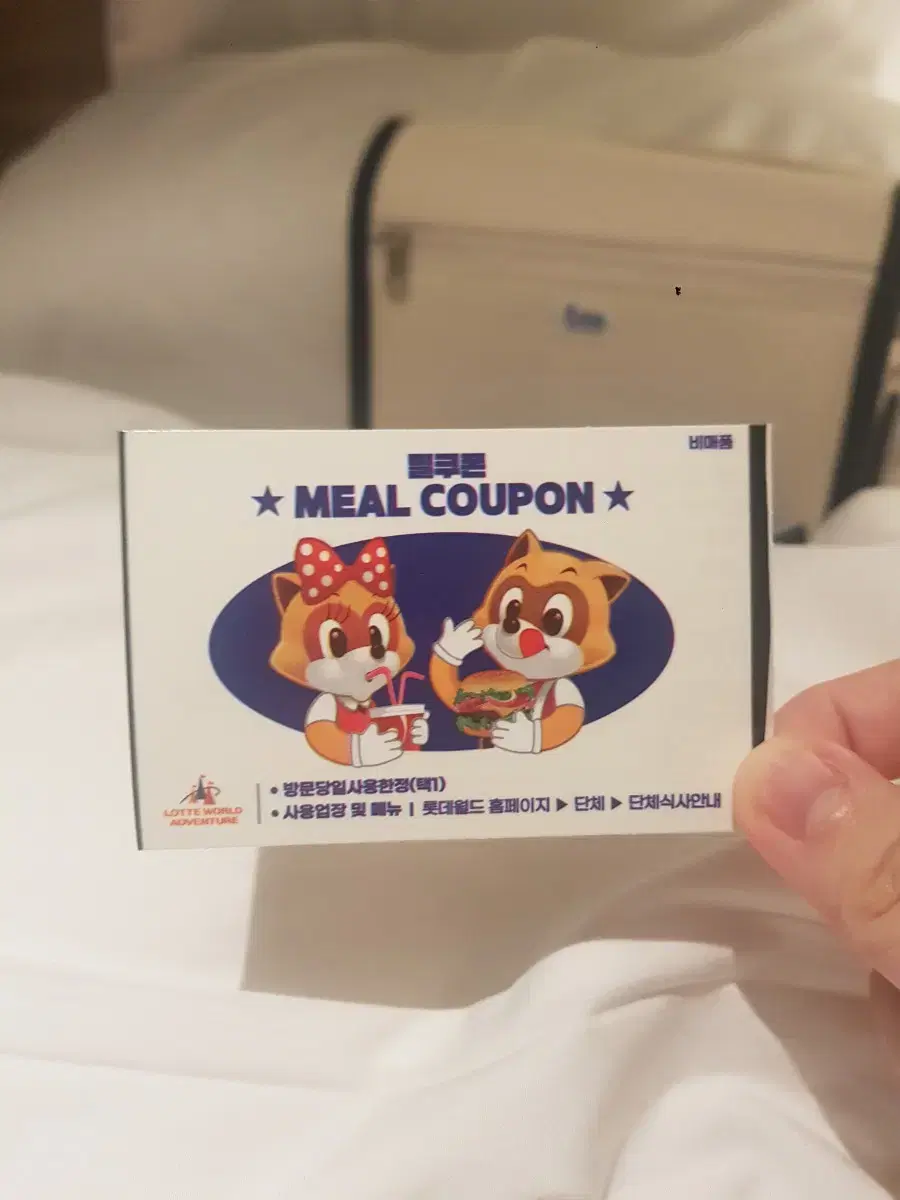 비매품
밀쿠폰
★ MEAL COUPON ★
• 방문당일사용한정(택1)
• 사용업장 및 메뉴 | 롯데월드 홈페이지 ▶ 단체 ▶ 단체식사안내
LOTTE WORLD
ADVENTURE